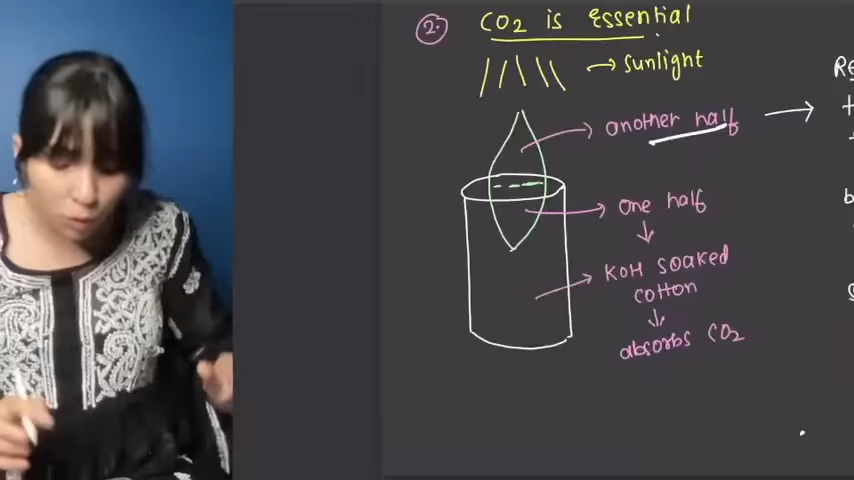 2. CO2 is essential
→ sunlight
→ another half →
→ one half
↓
→ KOH soaked
cotton
↓
absorbs CO2